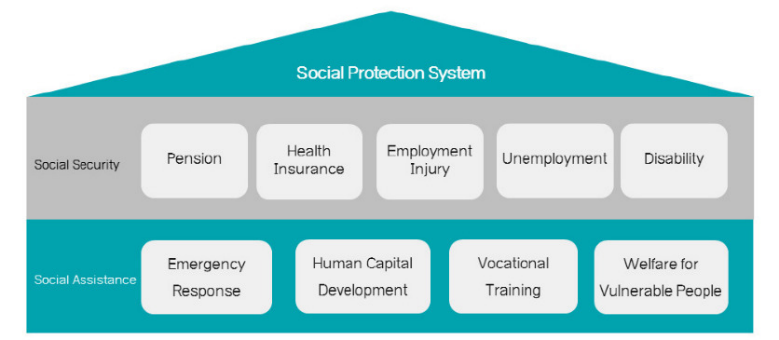 Social Protection System
Social Security
Pension
Health
Insurance
Employment
Injury
Unemployment
Disability
Social Assistance
Emergency
Response
Human Capital
Development
Vocational
Training
Welfare for
Vulnerable People